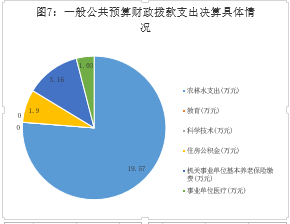 图7：一般公共预算财政拨款支出决算具体情
况
1.03
3.16
1.9
0
0
19.57
农林水支出(万元)
教育(万元)
科学技术(万元)
住房公积金(万元)
机关事业单位基本养老保险缴
费(万元)
事业单位医疗(万元)